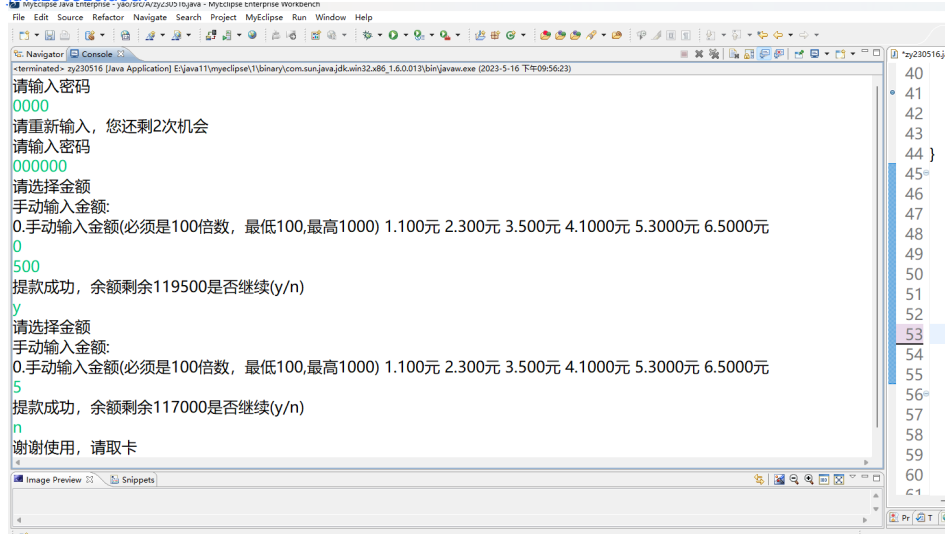 MyEclipse Java Enterprise - yao/src/A/zy230516.java - MyEclipse Enterprise Workbench
File Edit Source Refactor Navigate Search Project MyEclipse Run Window Help
Navigator Console
<terminated> zy230516 [Java Application] E:\java11\myeclipse\1\binary\com.sun.java.jdk.win32.x86_1.6.0.013\bin\javaw.exe (2023-5-16 下午09:56:23)
请输入密码
0000
请重新输入，您还剩2次机会
请输入密码
000000
请选择金额
手动输入金额:
0.手动输入金额(必须是100倍数，最低100,最高1000) 1.100元 2.300元 3.500元 4.1000元 5.3000元 6.5000元
0
500
提款成功，余额剩余119500是否继续(y/n)
y
请选择金额
手动输入金额:
0.手动输入金额(必须是100倍数，最低100,最高1000) 1.100元 2.300元 3.500元 4.1000元 5.3000元 6.5000元
5
提款成功，余额剩余117000是否继续(y/n)
n
谢谢使用，请取卡
Image Preview Snippets
*zy230516.ja
40
41
42
43
44 }
45
46
47
48
49
50
51
52
53
54
55
56
57
58
59
60
61
Pr T